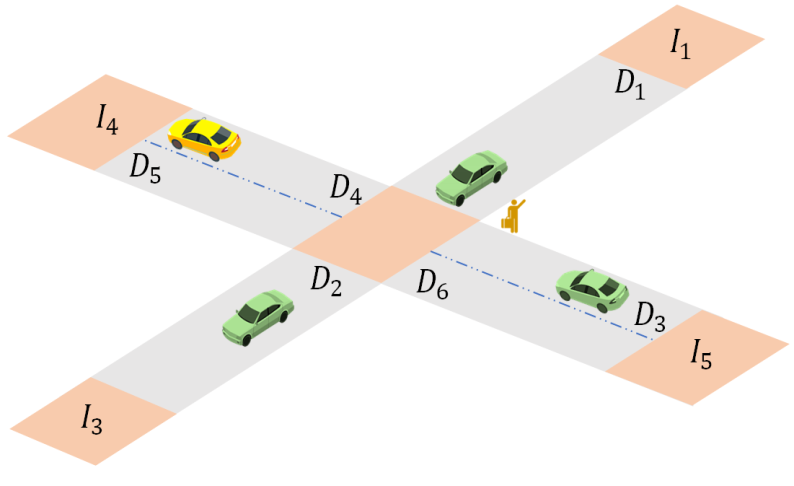 I₁
D₁
I₄
D₅
D₄
D₂
D₆
D₃
I₅
I₃